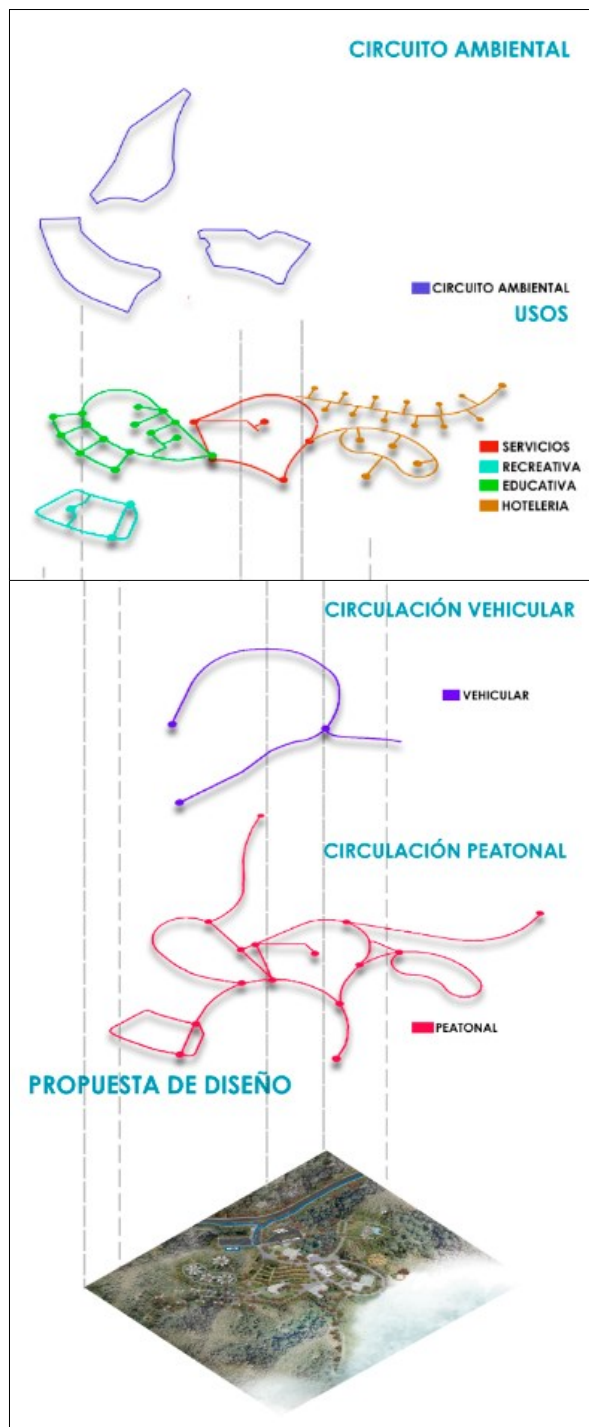 CIRCUITO AMBIENTAL
CIRCUITO AMBIENTAL
USOS
SERVICIOS
RECREATIVA
EDUCATIVA
HOTELERIA
CIRCULACIÓN VEHICULAR
VEHICULAR
CIRCULACIÓN PEATONAL
PEATONAL
PROPUESTA DE DISEÑO